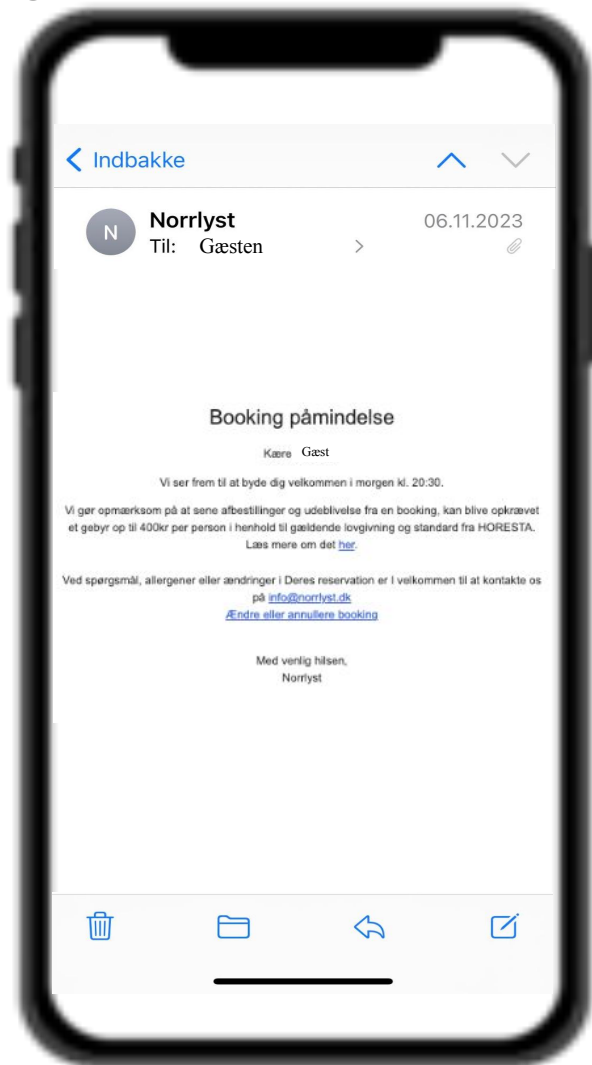 Indbakke
N
Norrlyst
06.11.2023
Til: Gæsten
Booking påmindelse
Kære Gæst
Vi ser frem til at byde dig velkommen i morgen kl. 20:30.
Vi gør opmærksom på at sene afbestillinger og udeblivelse fra en booking, kan blive opkrævet
et gebyr op til 400kr per person i henhold til gældende lovgivning og standard fra HORESTA.
Læs mere om det her.
Ved spørgsmål, allergener eller ændringer i Deres reservation er I velkommen til at kontakte os
på info@norrlyst.dk
Ændre eller annullere booking
Med venlig hilsen,
Norrlyst